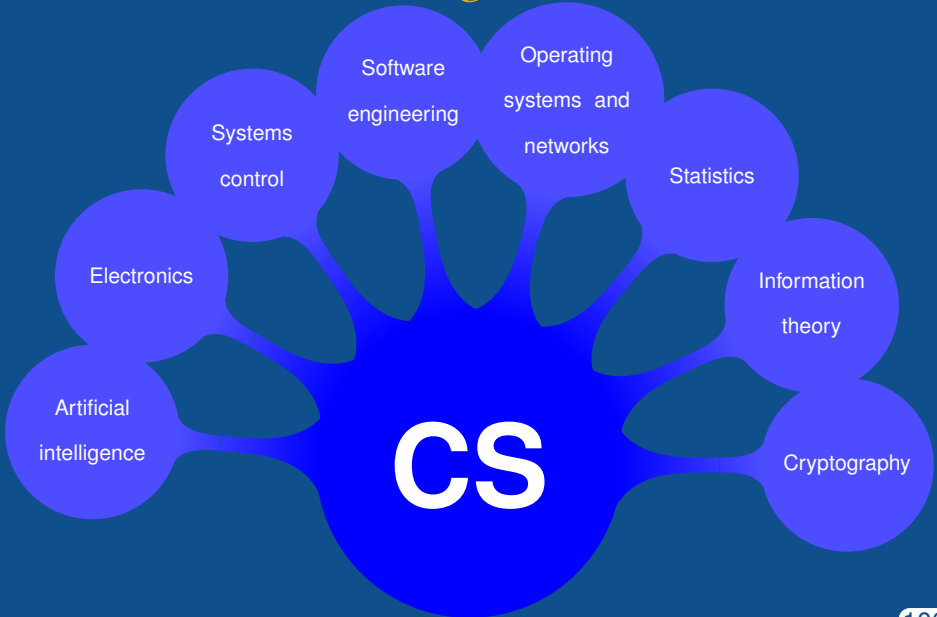 Software
engineering
Operating
systems and
networks
Systems
control
Statistics
Electronics
Information
theory
Artificial
intelligence
CS
Cryptography